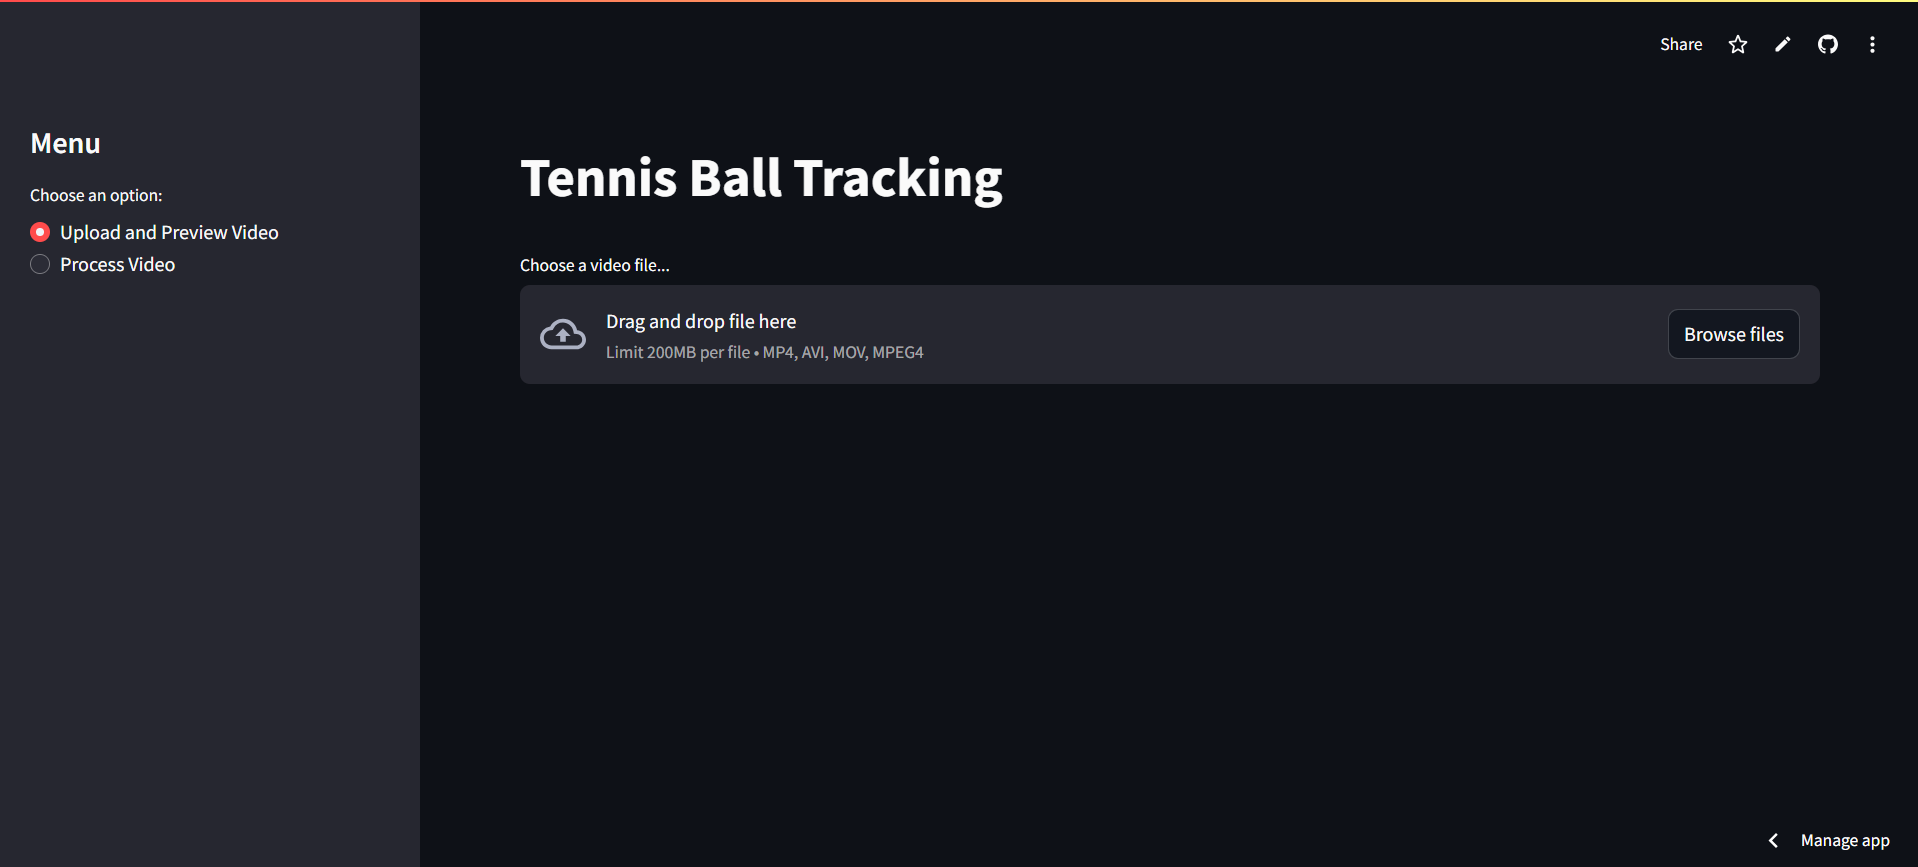 Share
Menu
Choose an option:
Upload and Preview Video
Process Video
Tennis Ball Tracking
Choose a video file...
Drag and drop file here
Limit 200MB per file • MP4, AVI, MOV, MPEG4
Browse files
Manage app